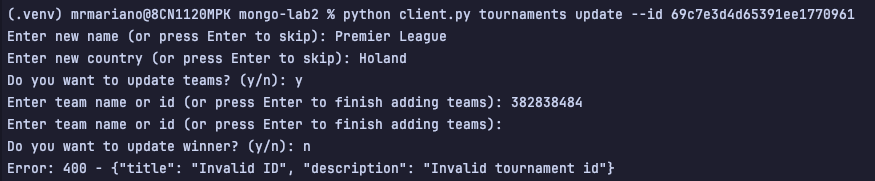 (.venv) mrmariano@8CN1120MPK mongo-lab2 % python client.py tournaments update --id 69c7e3d4d65391ee1770961
Enter new name (or press Enter to skip): Premier League
Enter new country (or press Enter to skip): Holand
Do you want to update teams? (y/n): y
Enter team name or id (or press Enter to finish adding teams): 382838484
Enter team name or id (or press Enter to finish adding teams):
Do you want to update winner? (y/n): n
Error: 400 - {"title": "Invalid ID", "description": "Invalid tournament id"}